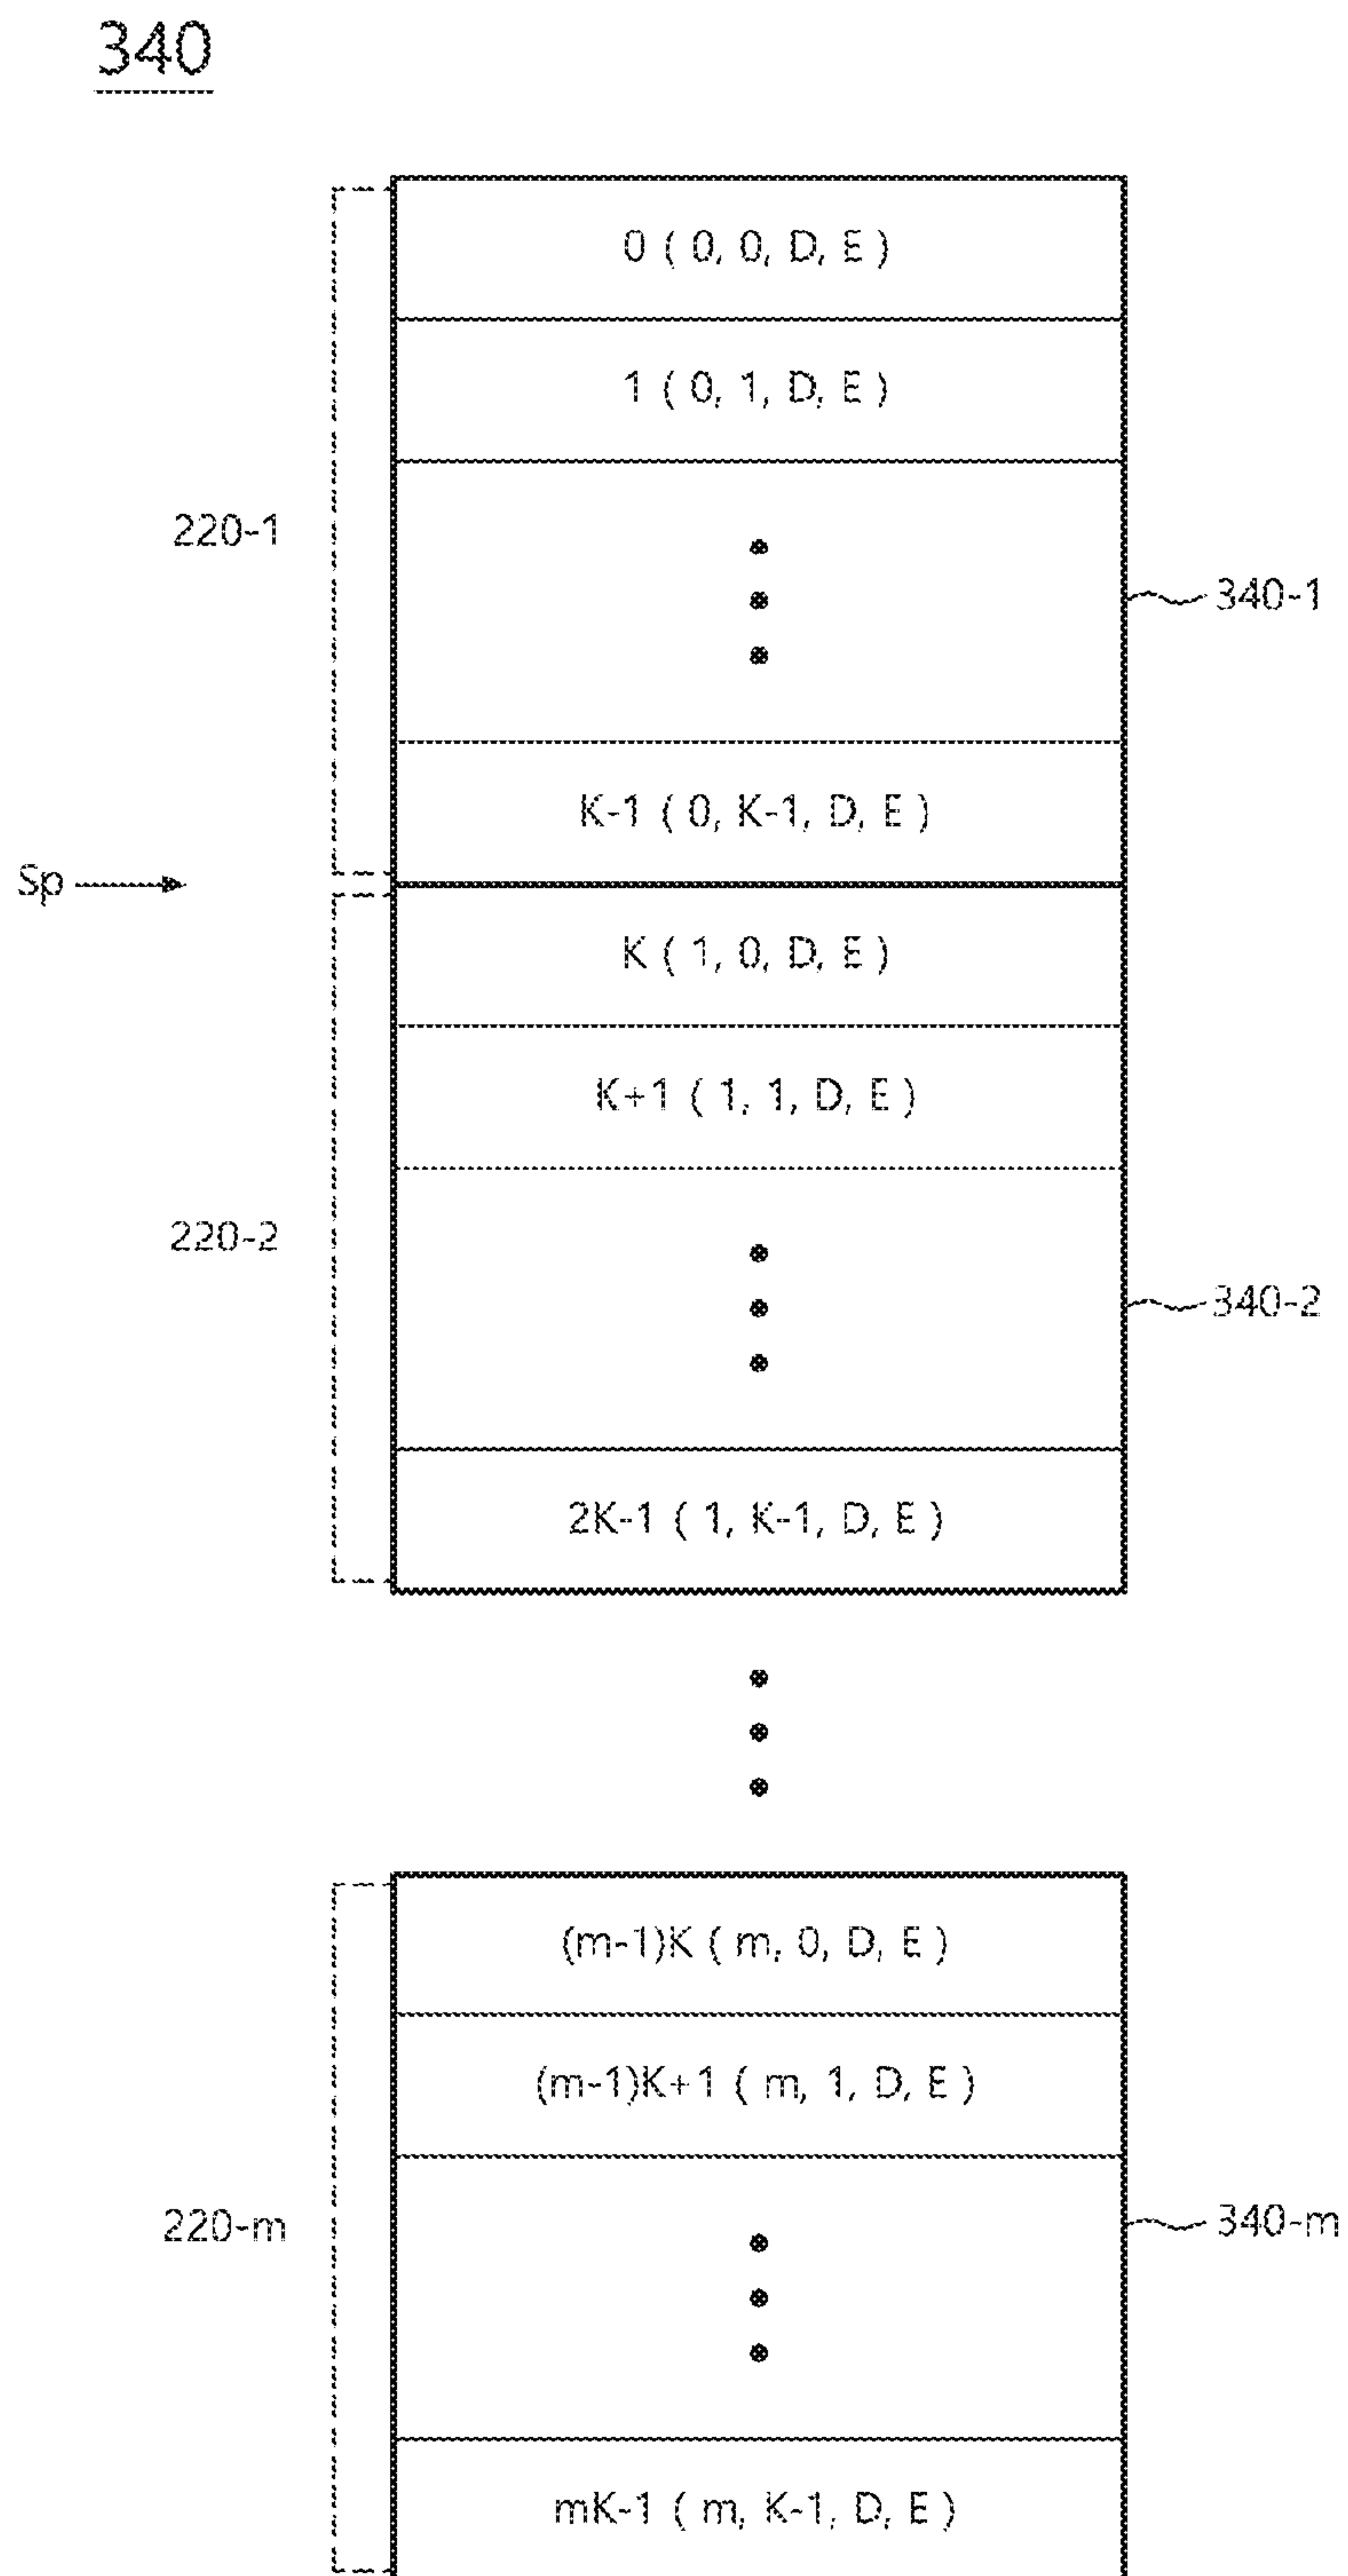 340
0 ( 0, 0, D, E )
1 ( 0, 1, D, E )
220-1
340-1
K-1 ( 0, K-1, D, E )
Sp
K ( 1, 0, D, E )
K+1 ( 1, 1, D, E )
220-2
340-2
2K-1 ( 1, K-1, D, E )
(m-1)K ( m, 0, D, E )
(m-1)K+1 ( m, 1, D, E )
220-m
340-m
mK-1 ( m, K-1, D, E )